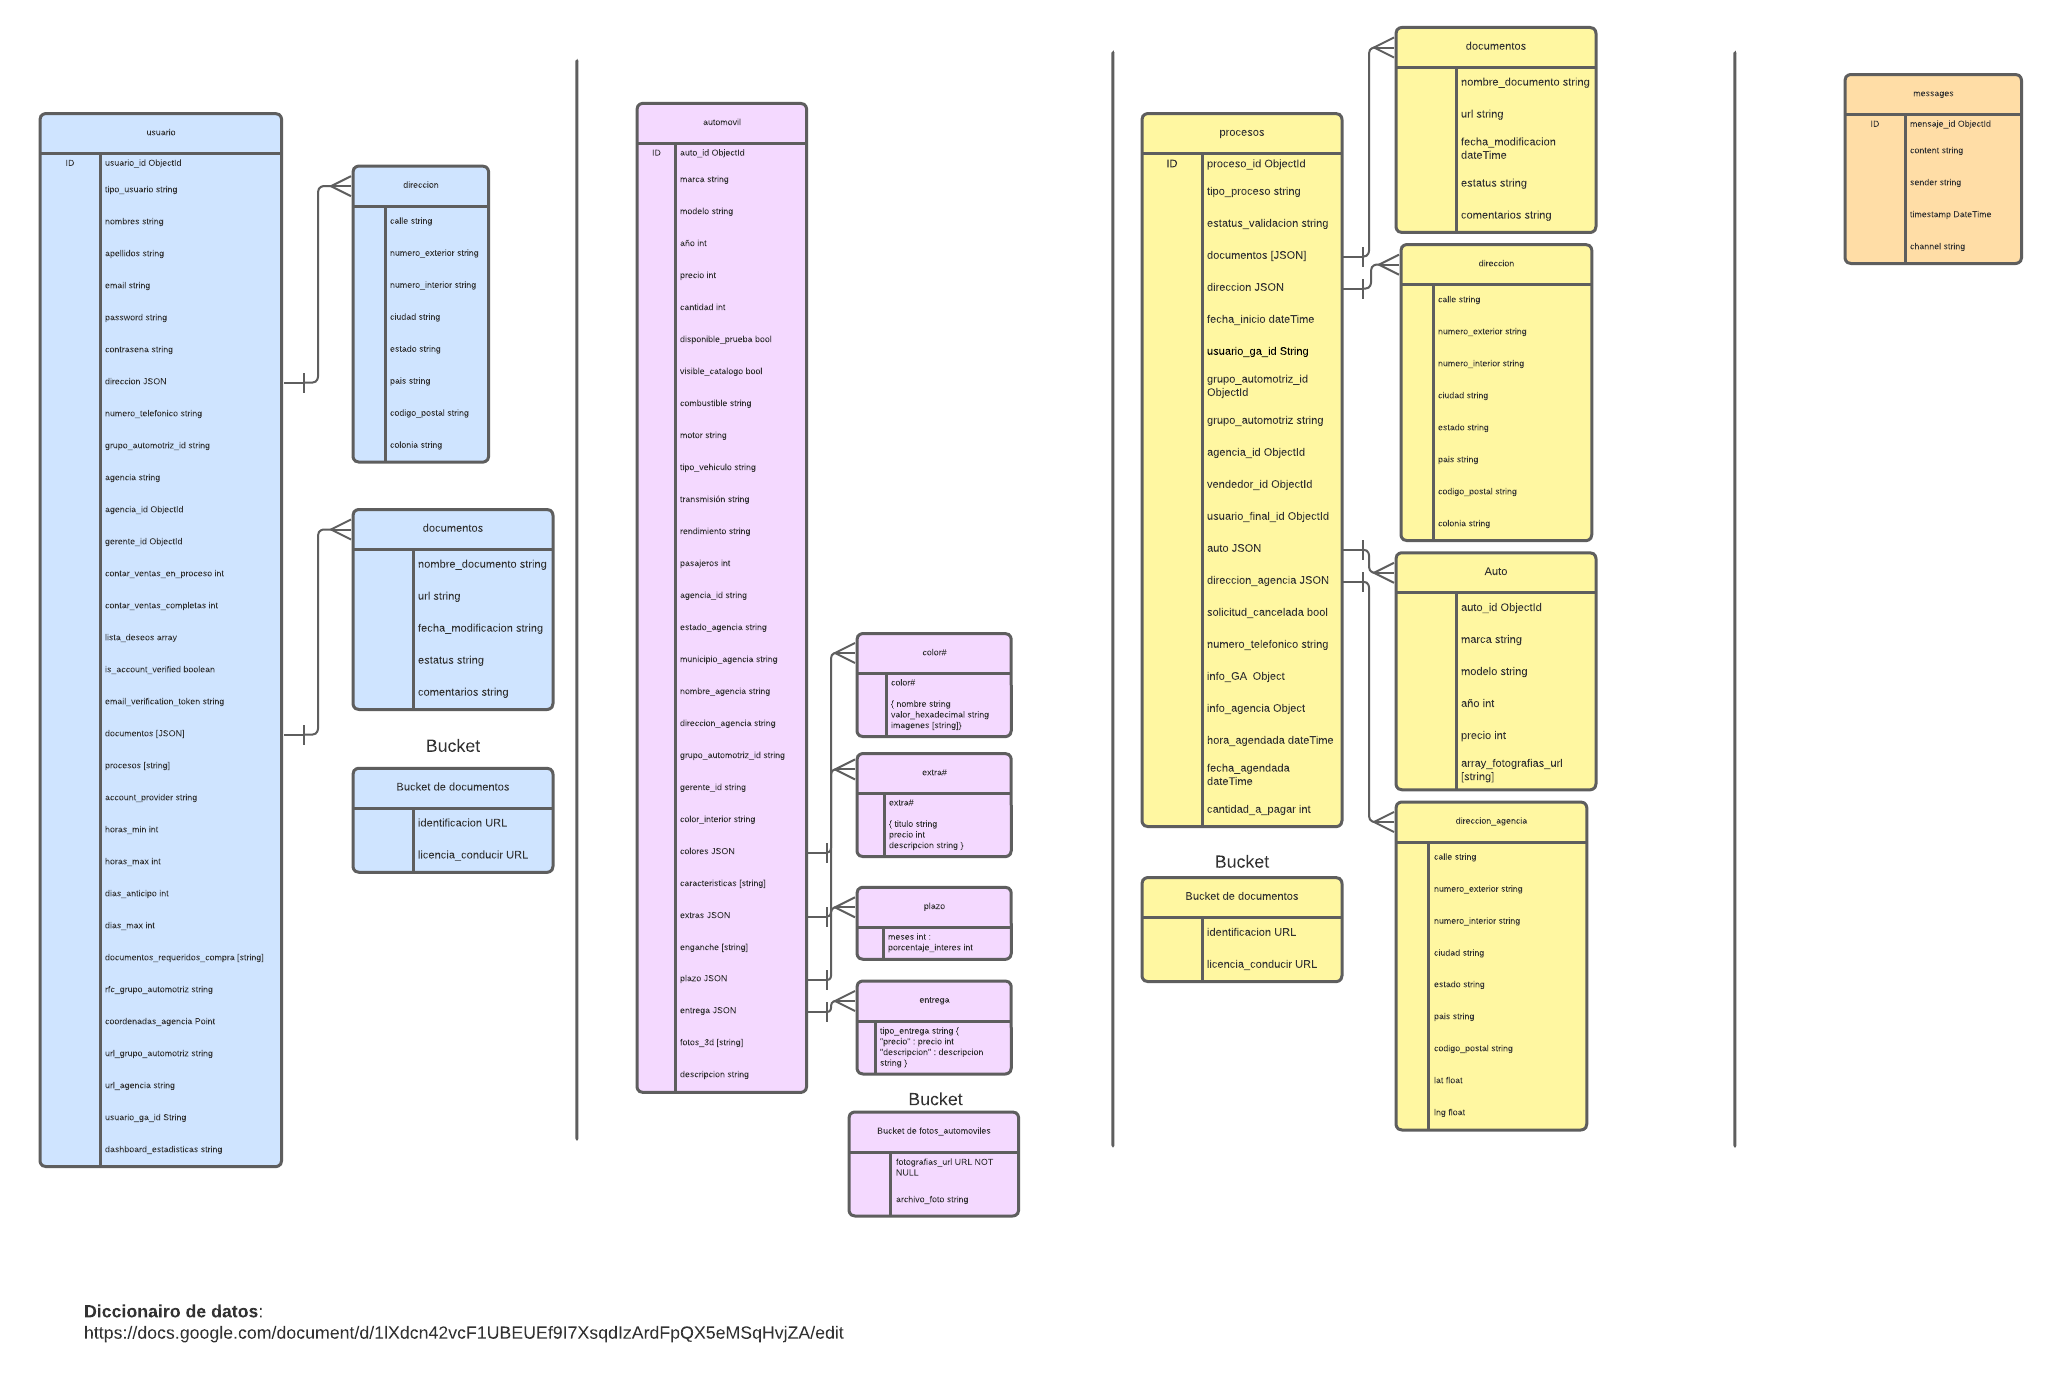 usuario
ID
usuario_id ObjectId
tipo_usuario string
nombres string
apellidos string
email string
password string
contrasena string
direccion JSON
numero_telefonico string
grupo_automotriz_id string
agencia string
agencia_id ObjectId
gerente_id ObjectId
contar_ventas_en_proceso int
contar_ventas_completas int
lista_deseos array
is_account_verified boolean
email_verification_token string
documentos [JSON]
procesos [string]
account_provider string
horas_min int
horas_max int
dias_anticipo int
dias_max int
documentos_requeridos_compra [string]
rfc_grupo_automotriz string
coordenadas_agencia Point
url_grupo_automotriz string
url_agencia string
usuario_ga_id String
dashboard_estadisticas string
direccion
calle string
numero_exterior string
numero_interior string
ciudad string
estado string
pais string
codigo_postal string
colonia string
documentos
nombre_documento string
url string
fecha_modificacion string
estatus string
comentarios string
Bucket
Bucket de documentos
identificacion URL
licencia_conducir URL
automovil
ID
auto_id ObjectId
marca string
modelo string
año int
precio int
cantidad int
disponible_prueba bool
visible_catalogo bool
combustible string
motor string
tipo_vehiculo string
transmisión string
rendimiento string
pasajeros int
agencia_id string
estado_agencia string
municipio_agencia string
nombre_agencia string
direccion_agencia string
grupo_automotriz_id string
gerente_id string
color_interior string
colores JSON
caracteristicas [string]
extras JSON
enganche [string]
plazo JSON
entrega JSON
fotos_3d [string]
descripcion string
color#
color#
{ nombre string
valor_hexadecimal string
imagenes [string]}
extra#
extra#
{ titulo string
precio int
descripcion string }
plazo
meses int :
porcentaje_interes int
entrega
tipo_entrega string {
"precio" : precio int
"descripcion" : descripcion
string }
Bucket
Bucket de fotos_automoviles
fotografias_url URL NOT
NULL
archivo_foto string
procesos
ID
proceso_id ObjectId
tipo_proceso string
estatus_validacion string
documentos [JSON]
direccion JSON
fecha_inicio dateTime
usuario_ga_id String
grupo_automotriz_id
ObjectId
grupo_automotriz string
agencia_id ObjectId
vendedor_id ObjectId
usuario_final_id ObjectId
auto JSON
direccion_agencia JSON
solicitud_cancelada bool
numero_telefonico string
info_GA  Object
info_agencia Object
hora_agendada dateTime
fecha_agendada
dateTime
cantidad_a_pagar int
Bucket
Bucket de documentos
identificacion URL
licencia_conducir URL
documentos
nombre_documento string
url string
fecha_modificacion
dateTime
estatus string
comentarios string
direccion
calle string
numero_exterior string
numero_interior string
ciudad string
estado string
pais string
codigo_postal string
colonia string
Auto
auto_id ObjectId
marca string
modelo string
año int
precio int
array_fotografias_url
[string]
direccion_agencia
calle string
numero_exterior string
numero_interior string
ciudad string
estado string
pais string
codigo_postal string
lat float
lng float
messages
ID
mensaje_id ObjectId
content string
sender string
timestamp DateTime
channel string
Diccionairo de datos:
https://docs.google.com/document/d/1lXdcn42vcF1UBEUEf9I7XsqdIzArdFpQX5eMSqHvjZA/edit